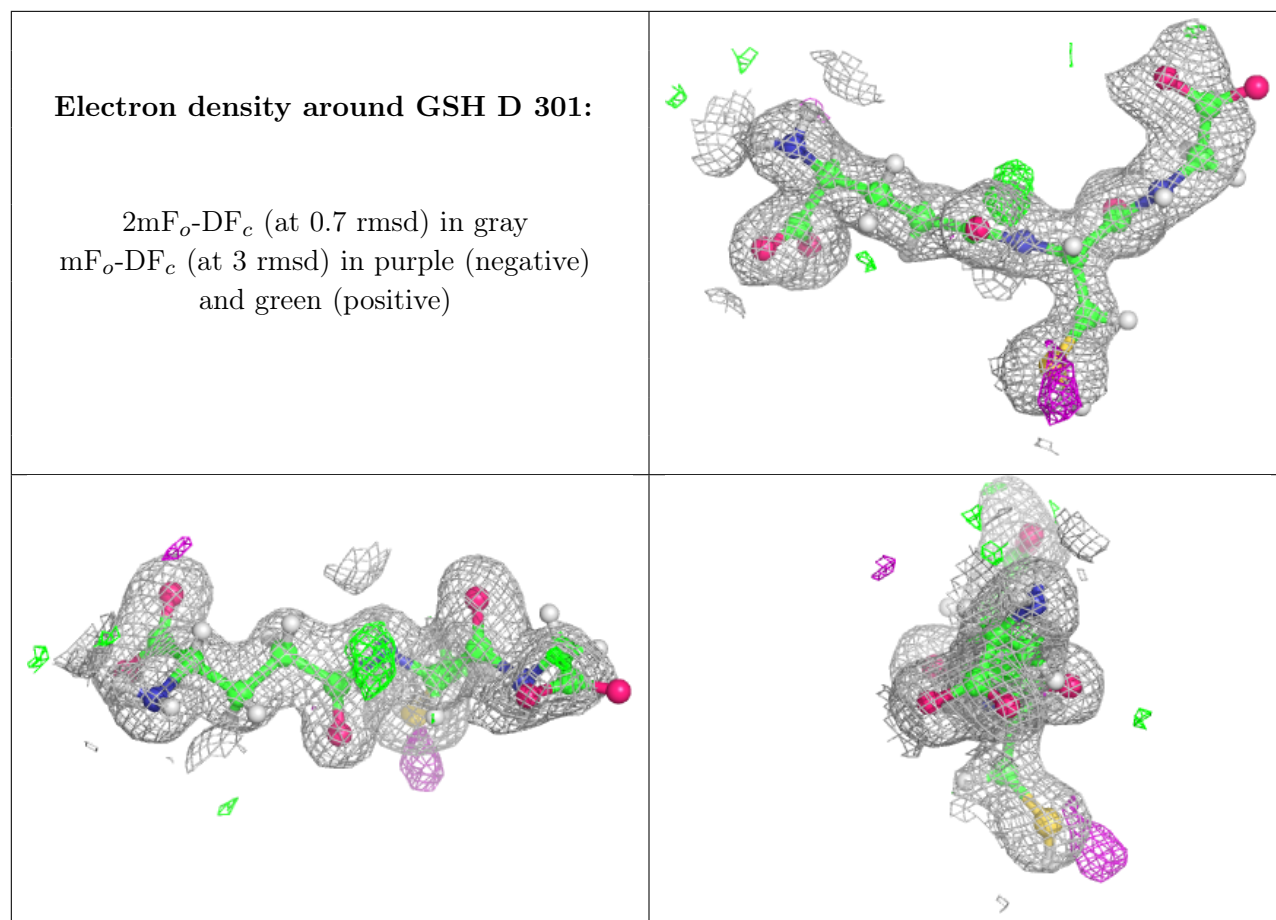 Electron density around GSH D 301:
2mFo-DFc (at 0.7 rmsd) in gray
mFo-DFc (at 3 rmsd) in purple (negative)
and green (positive)